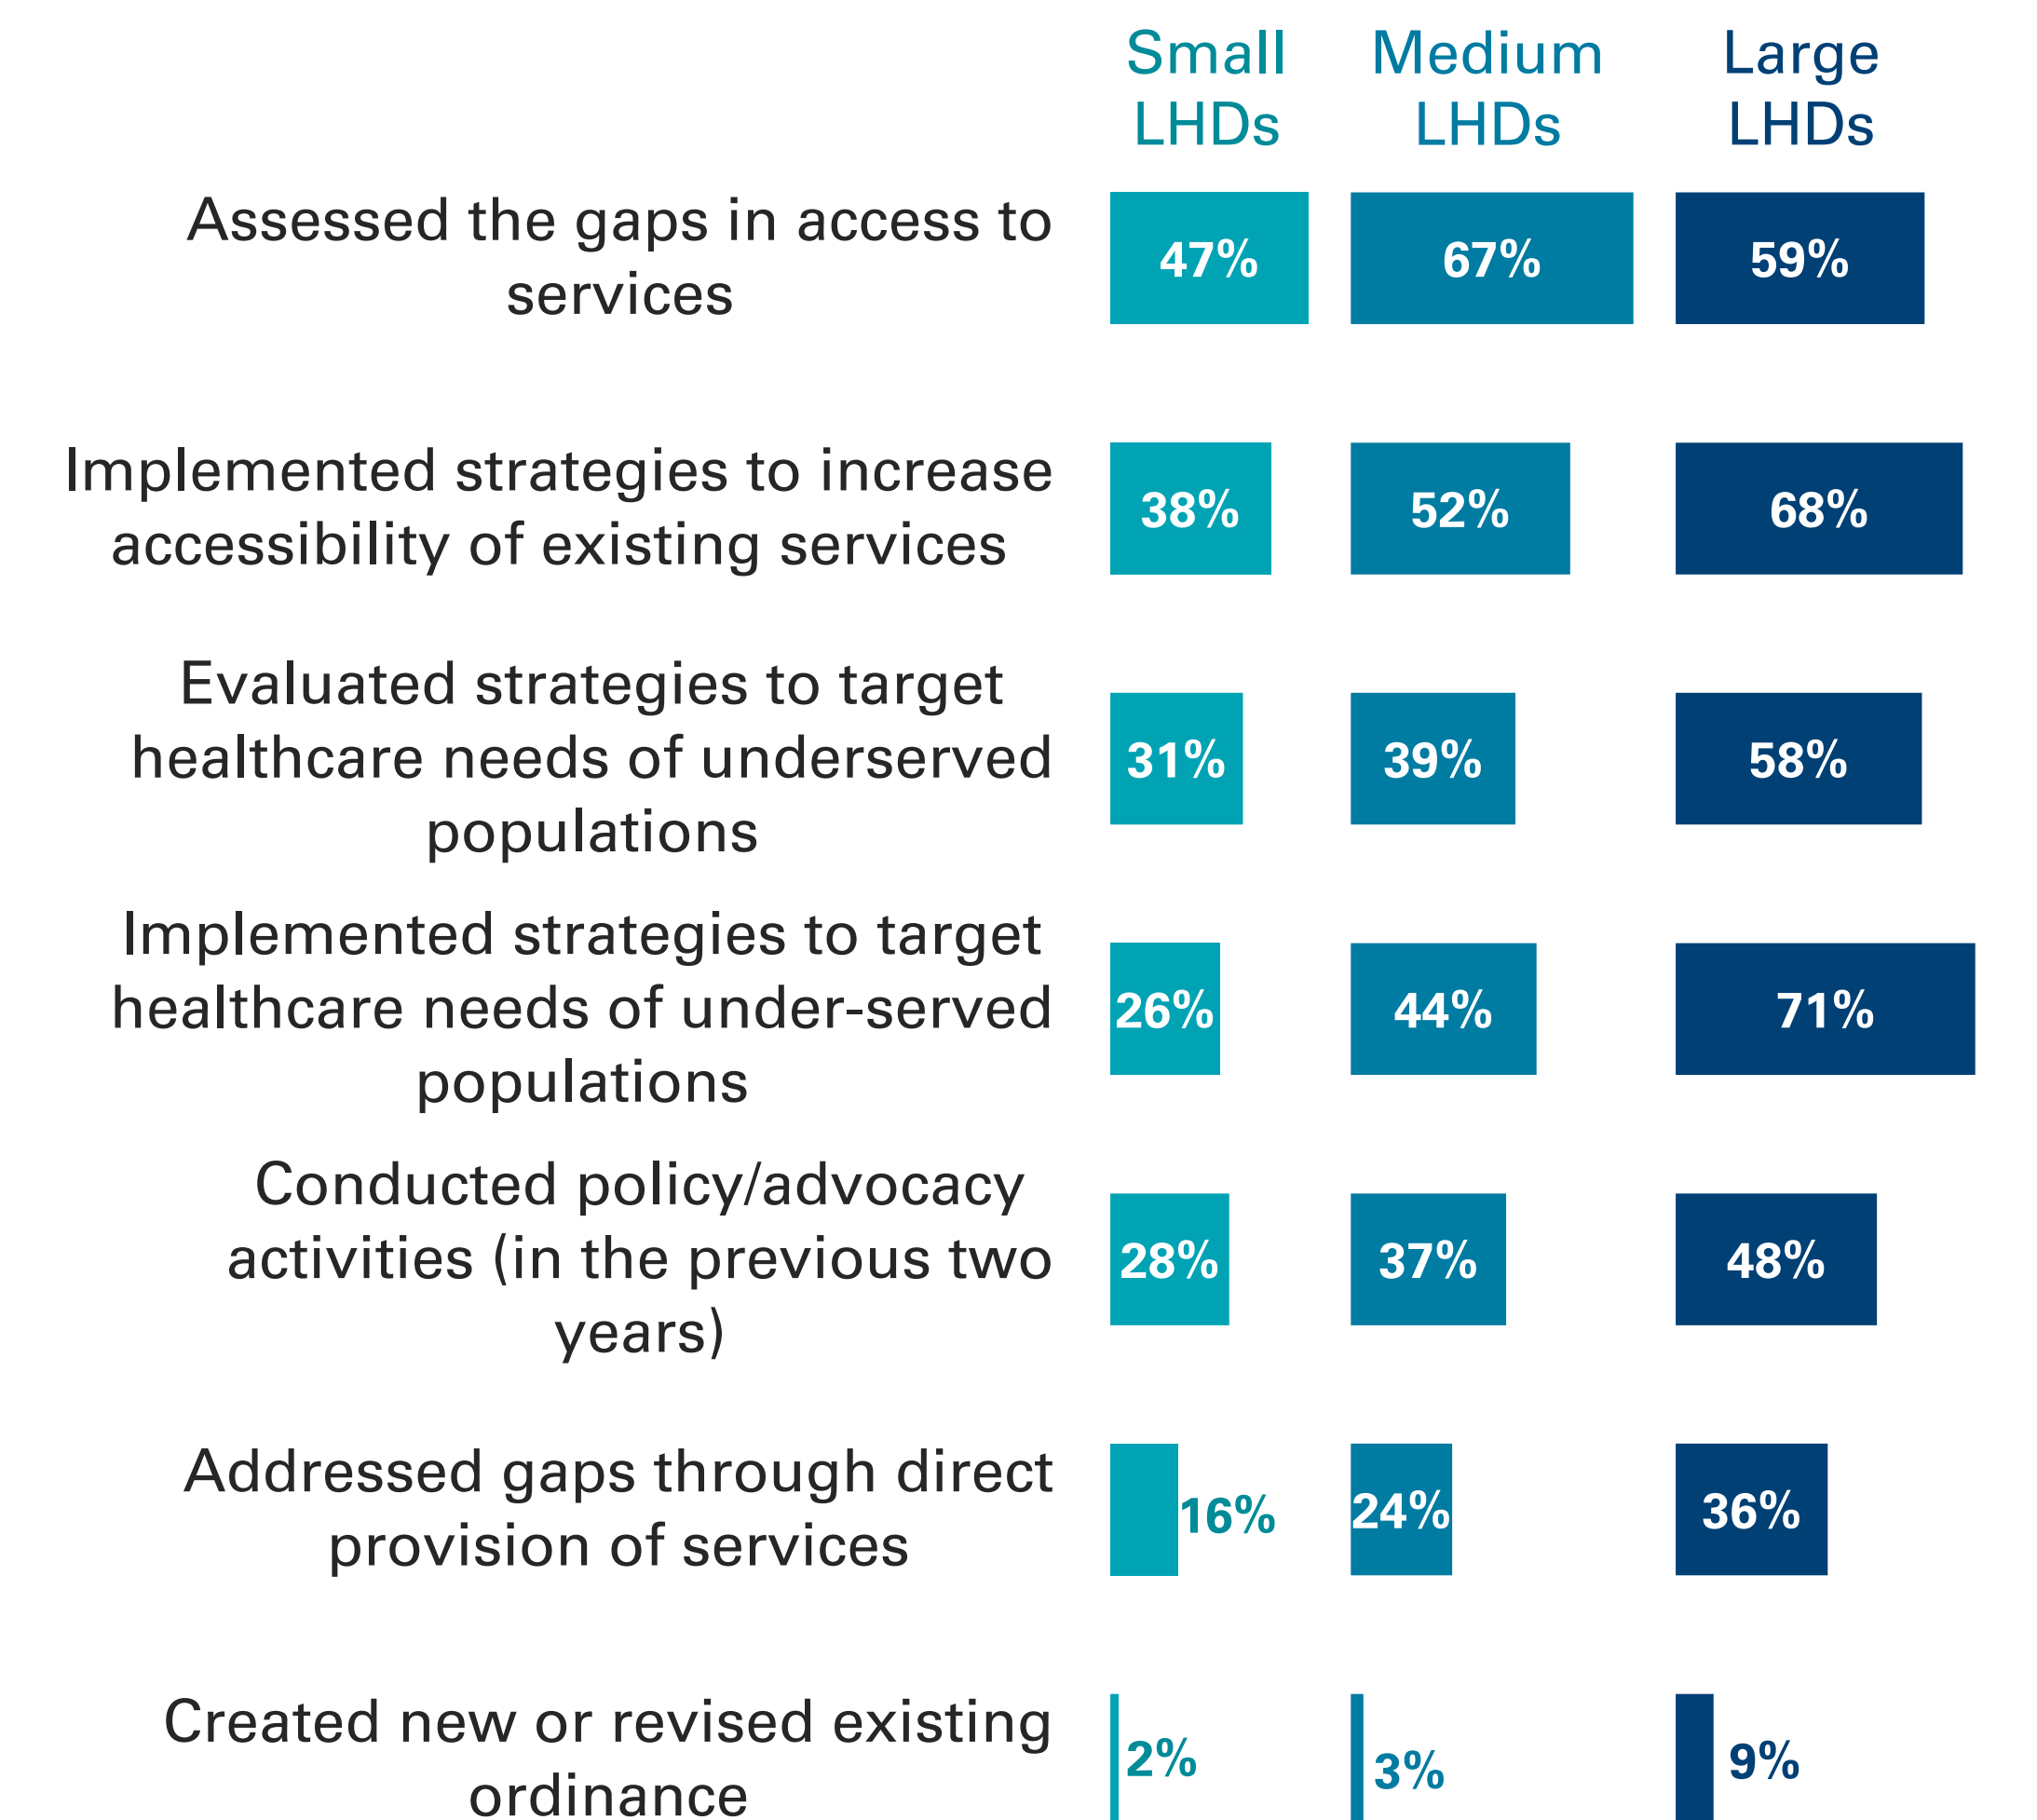 Small Medium Large
LHDs LHDs LHDs
Assessed the gaps in access to
services
47% 67% 59%
Implemented strategies to increase
accessibility of existing services
38% 52% 68%
Evaluated strategies to target
healthcare needs of underserved
populations
31% 39% 58%
Implemented strategies to target
healthcare needs of under-served
populations
26% 44% 71%
Conducted policy/advocacy
activities (in the previous two
years)
28% 37% 48%
Addressed gaps through direct
provision of services
16% 24% 36%
Created new or revised existing
ordinance
2% 3% 9%